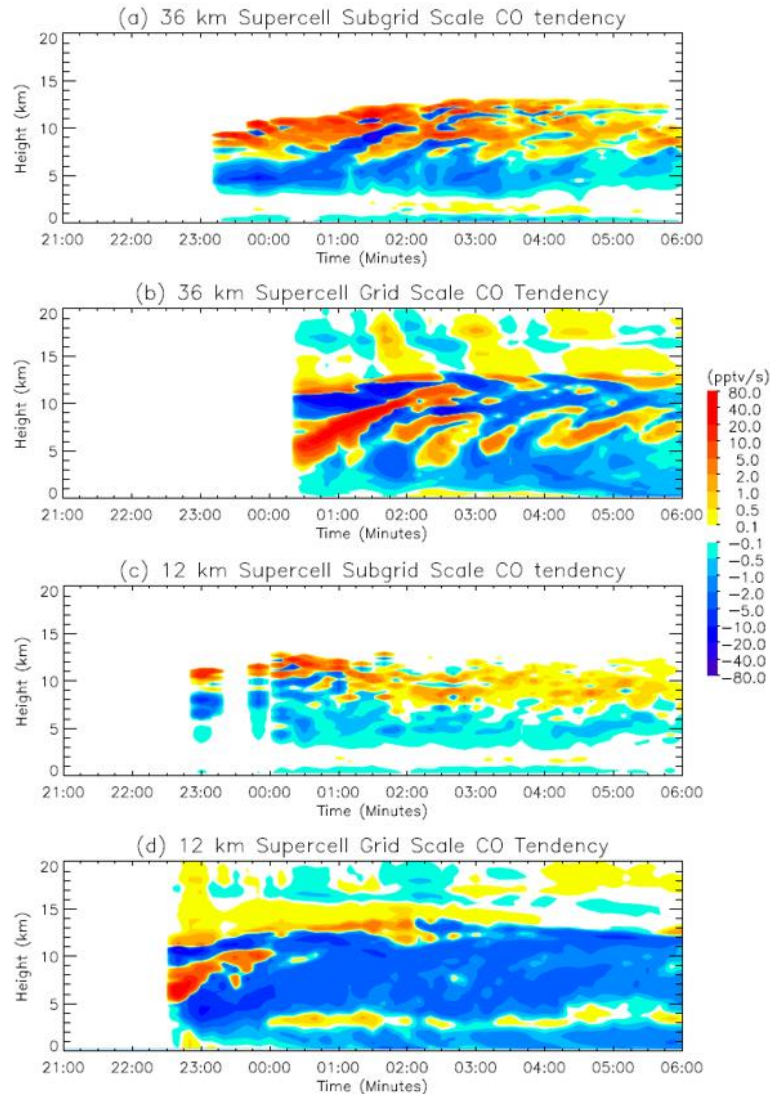 (a) 36 km Supercell Subgrid Scale CO tendency
20
15
10
5
0
Height (km)
21:00 22:00 23:00 00:00 01:00 02:00 03:00 04:00 05:00 06:00
Time (Minutes)
(b) 36 km Supercell Grid Scale CO Tendency
20
15
10
5
0
Height (km)
21:00 22:00 23:00 00:00 01:00 02:00 03:00 04:00 05:00 06:00
Time (Minutes)
(c) 12 km Supercell Subgrid Scale CO tendency
20
15
10
5
0
Height (km)
21:00 22:00 23:00 00:00 01:00 02:00 03:00 04:00 05:00 06:00
Time (Minutes)
(d) 12 km Supercell Grid Scale CO Tendency
20
15
10
5
0
Height (km)
21:00 22:00 23:00 00:00 01:00 02:00 03:00 04:00 05:00 06:00
Time (Minutes)
(pptv/s)
80.0
40.0
20.0
10.0
5.0
2.0
1.0
0.1
-0.1
-0.5
-1.0
-2.0
-5.0
-10.0
-20.0
-40.0
-80.0